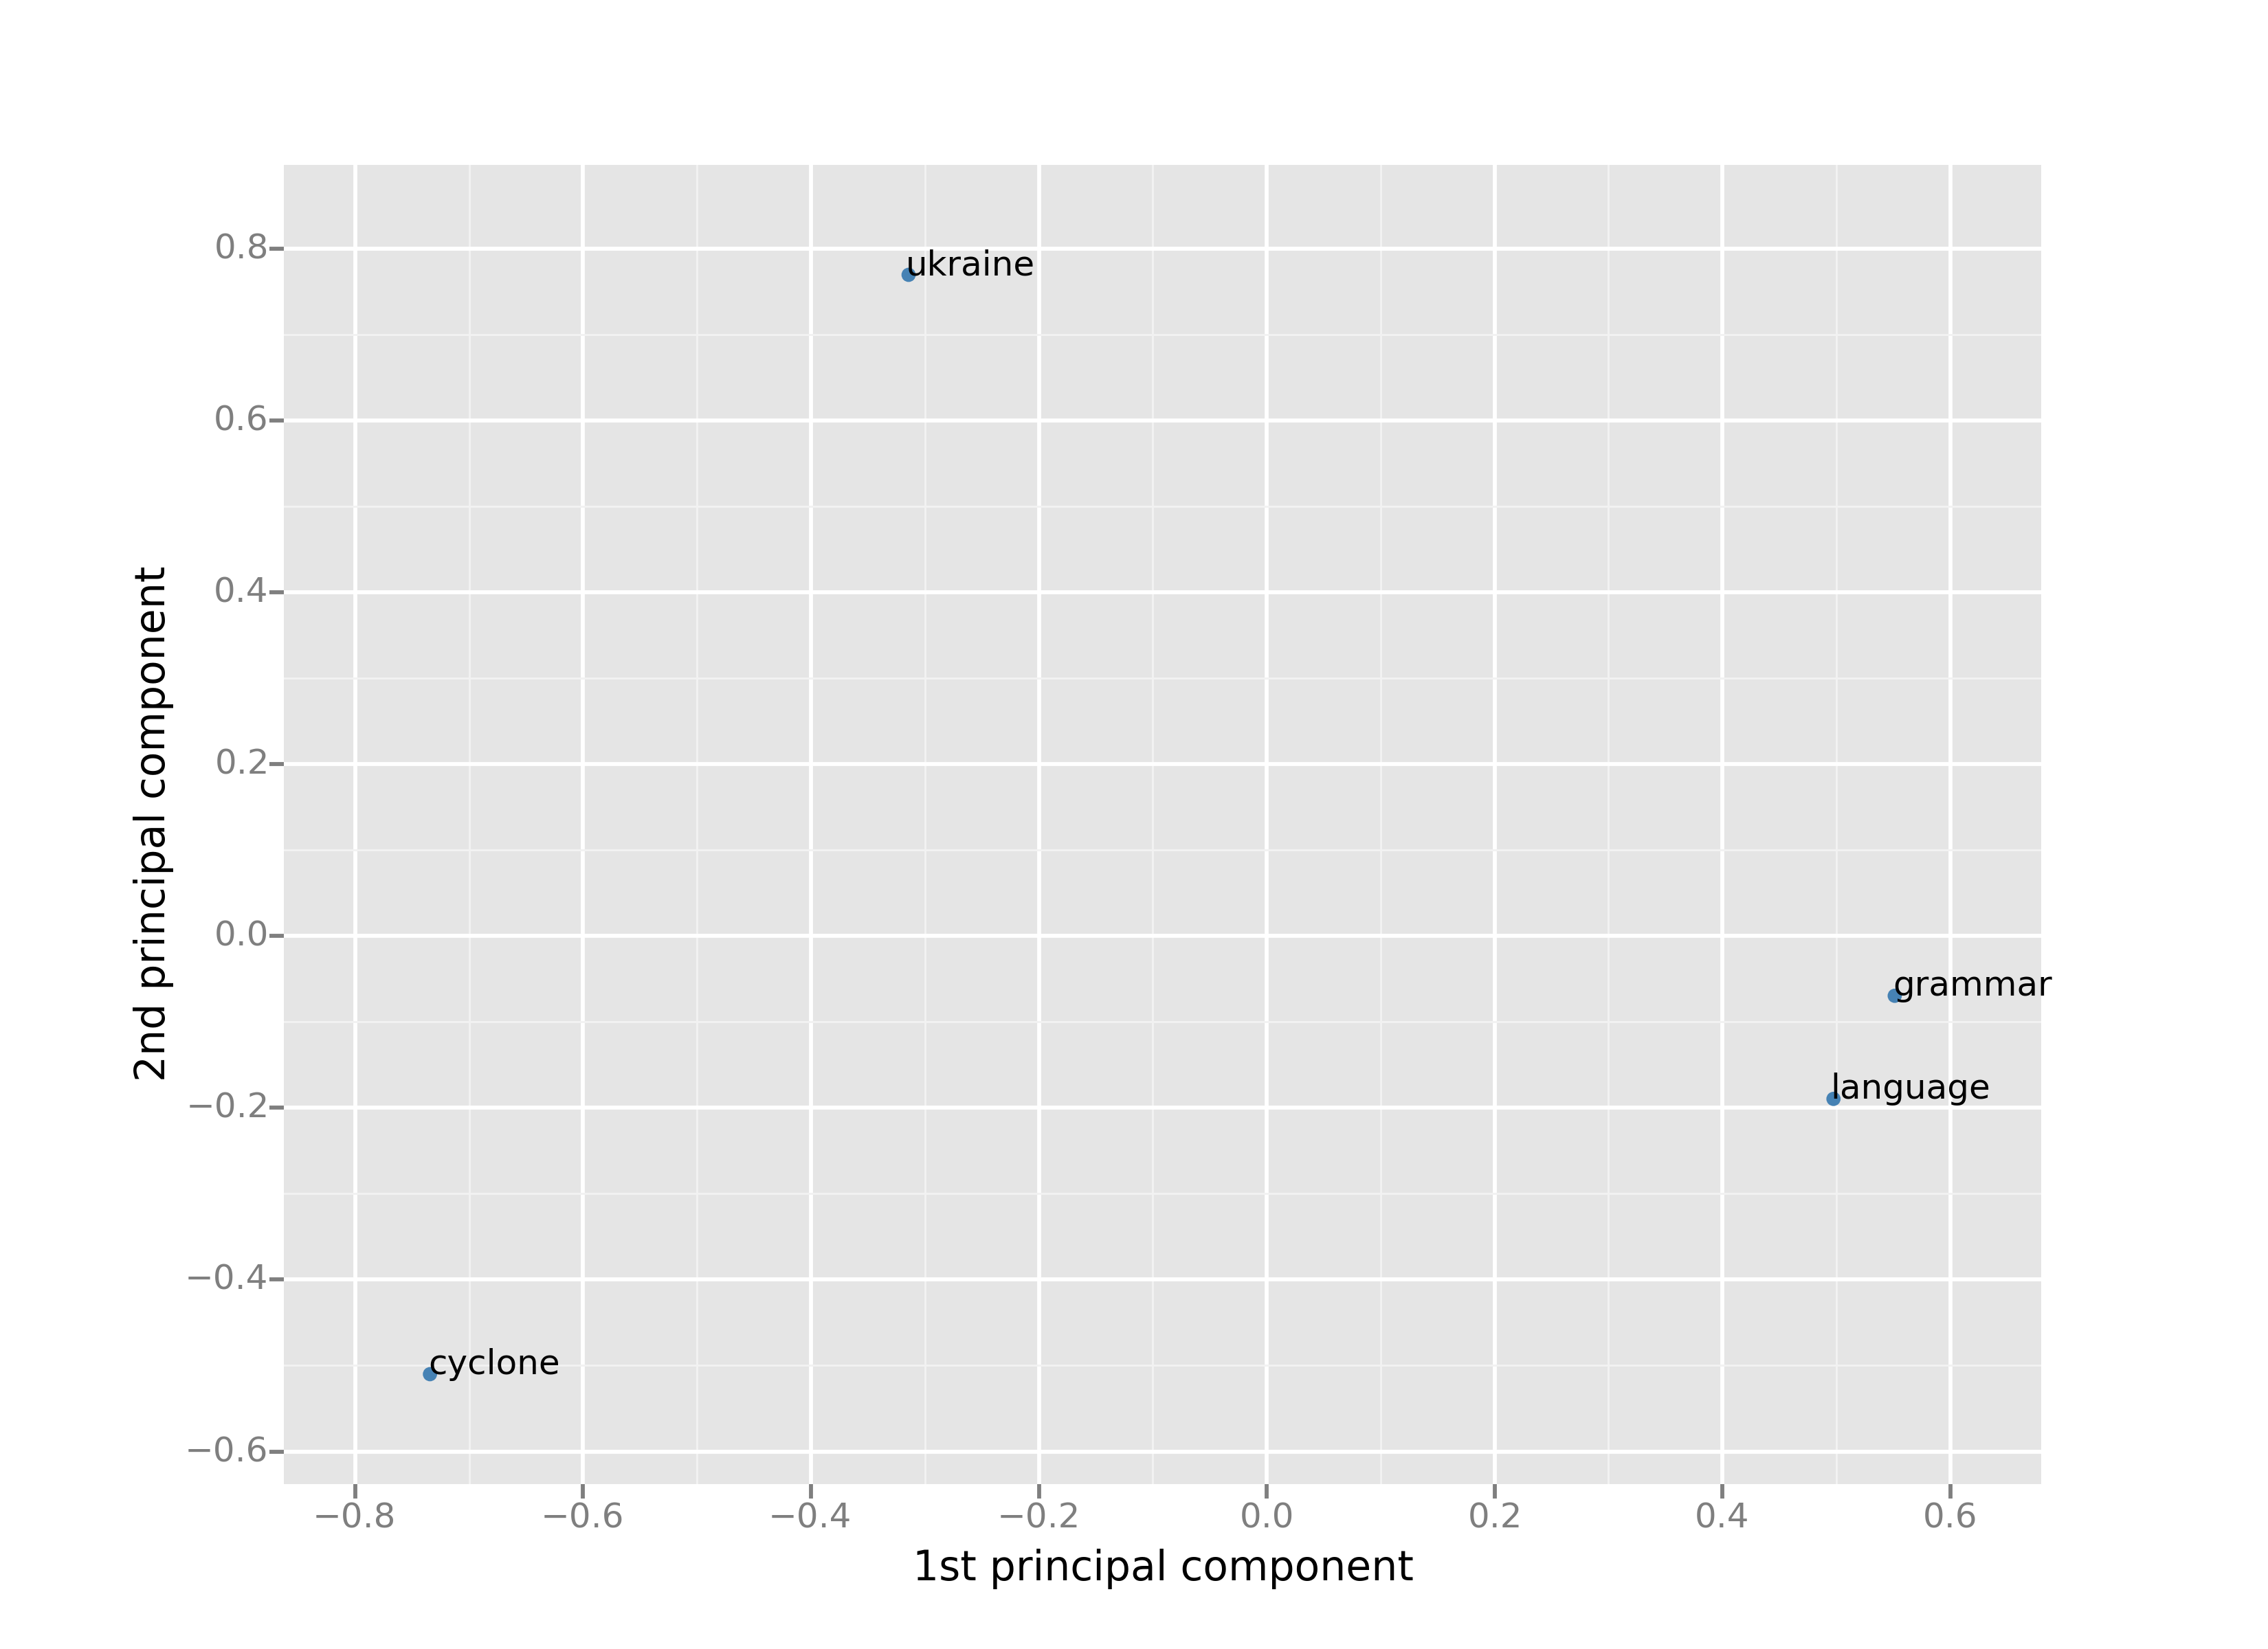 0.8
ukraine
0.6
0.4
0.2
0.0
grammar
language
−0.2
−0.4
cyclone
−0.6
2nd principal component
−0.8 −0.6 −0.4 −0.2 0.0 0.2 0.4 0.6
1st principal component